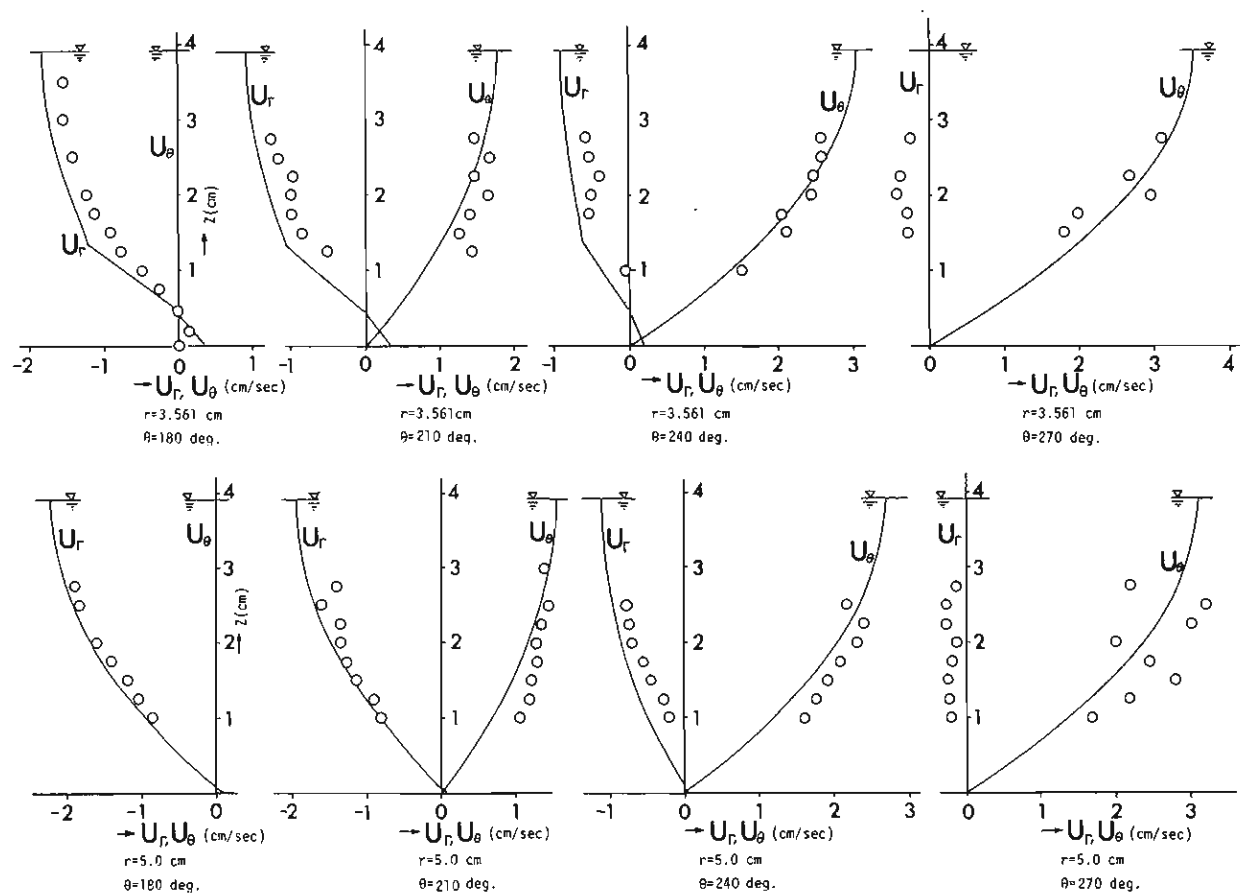 4 4 4 4
U_r U_r U_θ U_r U_θ U_r U_θ
3 3 3 3
U_θ
2 2 2 2
Z(cm)
U_r
1 1 1 1
-2 -1 0 1 -1 0 1 2 -1 0 1 2 3 0 1 2 3 4
→ U_r, U_θ (cm/sec) → U_r, U_θ (cm/sec) → U_r, U_θ (cm/sec) → U_r, U_θ (cm/sec)
r=3.561 cm r=3.561cm r=3.561 cm r=3.561 cm
θ=180 deg. θ=210 deg. θ=240 deg. θ=270 deg.
4 4 4 4
U_r U_θ U_r U_θ U_r U_θ U_r U_θ
3 3 3 3
Z(cm)
2 2 2 2
1 1 1 1
-2 -1 0 -2 -1 0 1 -1 0 1 2 3 0 1 2 3
→ U_r, U_θ (cm/sec) → U_r, U_θ (cm/sec) → U_r, U_θ (cm/sec) → U_r, U_θ (cm/sec)
r=5.0 cm r=5.0 cm r=5.0 cm r=5.0 cm
θ=180 deg. θ=210 deg. θ=240 deg. θ=270 deg.